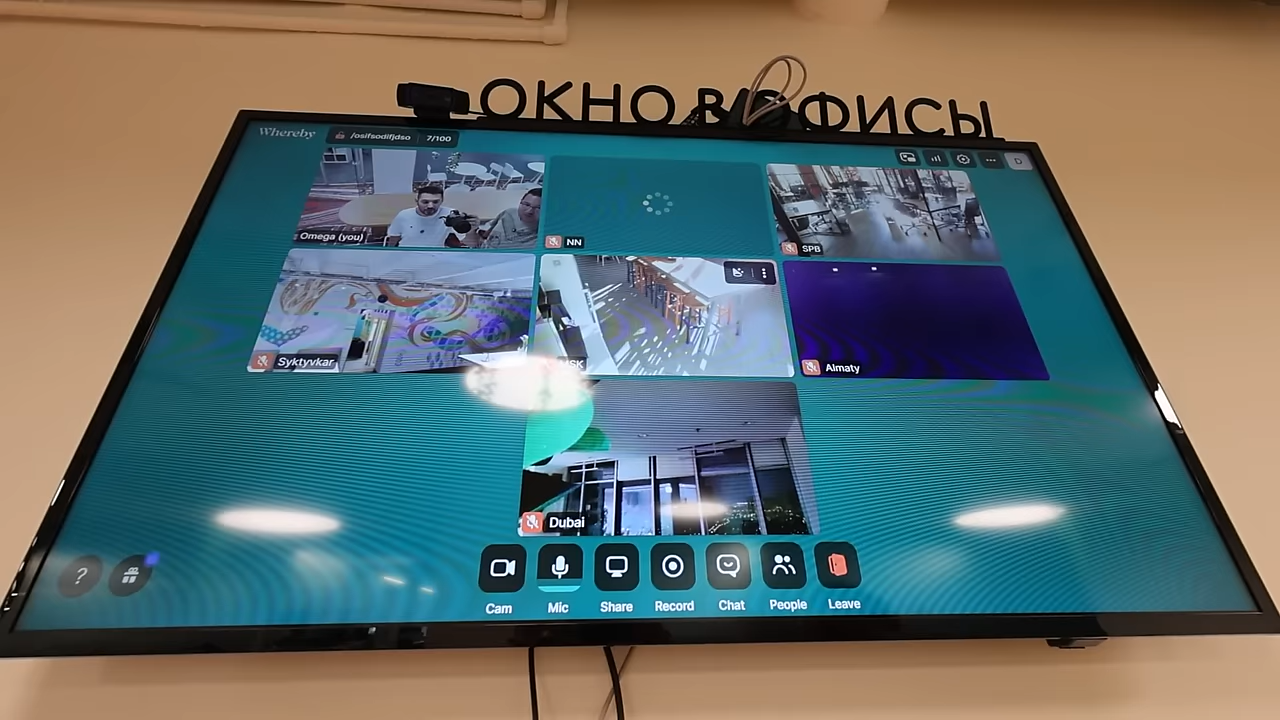 ОКНО В ОФИСЫ
Whereby
/osifsodifjdso
7/100
D
Omega (you)
NN
SPB
Syktyvkar
Almaty
Dubai
?
Cam
Mic
Share
Record
Chat
People
Leave